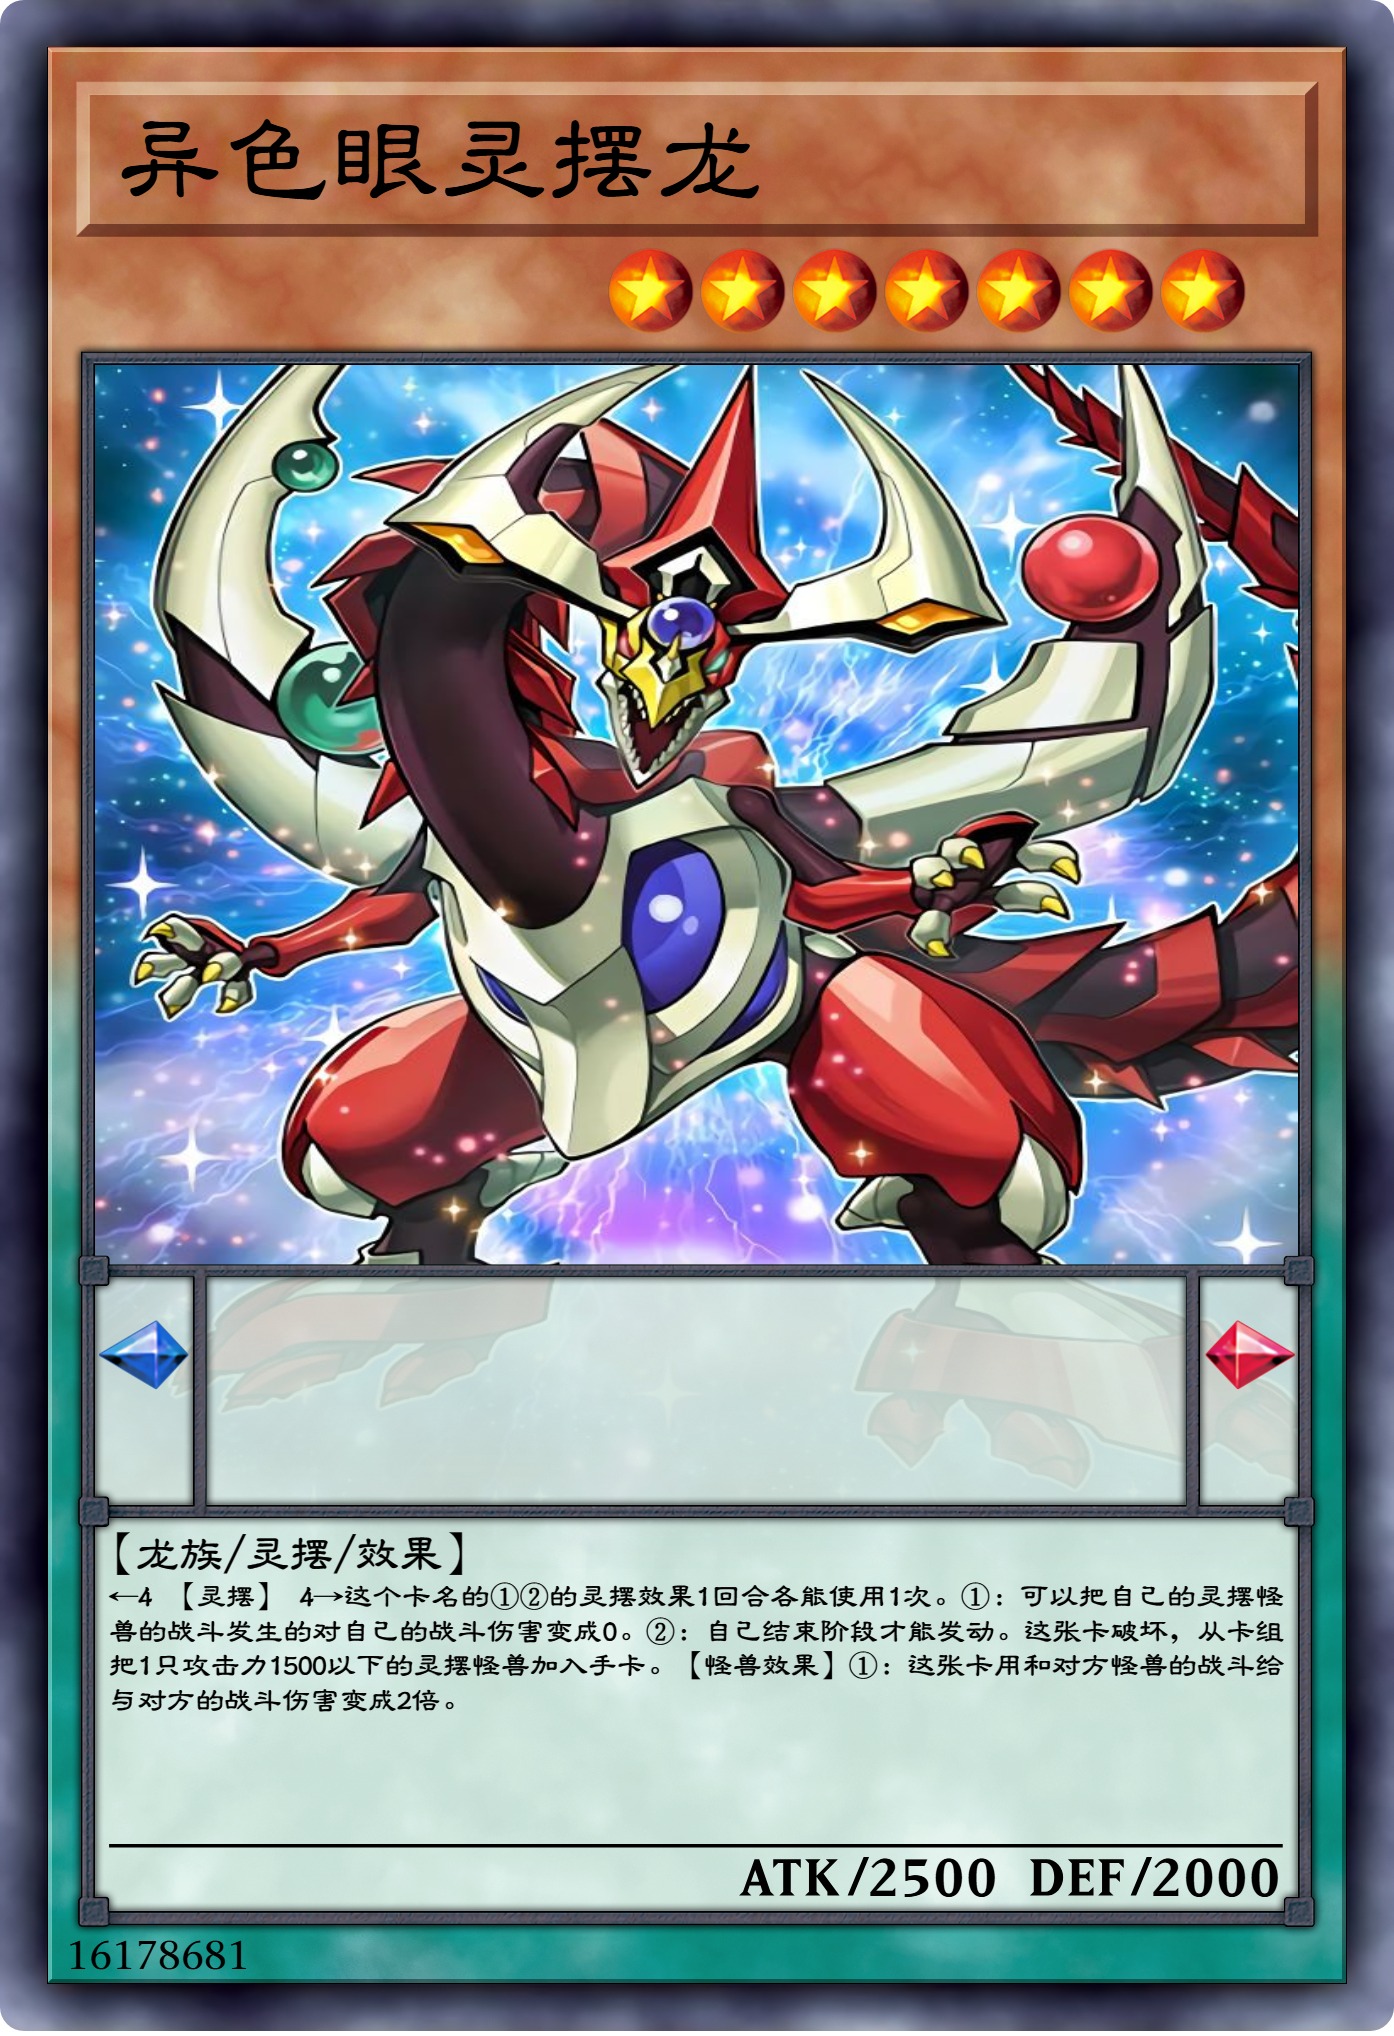 异色眼灵摆龙
【龙族/灵摆/效果】
←4 【灵摆】 4→这个卡名的①②的灵摆效果1回合各能使用1次。①：可以把自己的灵摆怪
兽的战斗发生的对自己的战斗伤害变成0。②：自己结束阶段才能发动。这张卡破坏，从卡组
把1只攻击力1500以下的灵摆怪兽加入手卡。【怪兽效果】①：这张卡用和对方怪兽的战斗给
与对方的战斗伤害变成2倍。
ATK/2500 DEF/2000
16178681